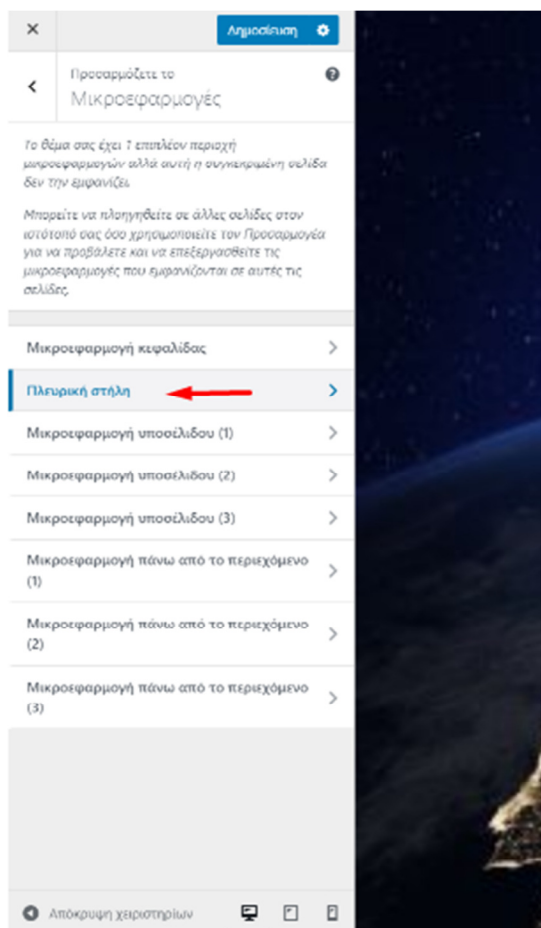 Δημοσίευση
Προσαρμόζετε το
Μικροεφαρμογές
Το θέμα σας έχει 1 επιπλέον περιοχή
μικροεφαρμογών αλλά αυτή η συγκεκριμένη σελίδα
δεν την εμφανίζει.
Μπορείτε να πλοηγηθείτε σε άλλες σελίδες στον
ιστότοπό σας όσο χρησιμοποιείτε τον Προσαρμογέα
για να προβάλετε και να επεξεργασθείτε τις
μικροεφαρμογές που εμφανίζονται σε αυτές τις
σελίδες.
Μικροεφαρμογή κεφαλίδας
Πλευρική στήλη
Μικροεφαρμογή υποσέλιδου (1)
Μικροεφαρμογή υποσέλιδου (2)
Μικροεφαρμογή υποσέλιδου (3)
Μικροεφαρμογή πάνω από το περιεχόμενο
(1)
Μικροεφαρμογή πάνω από το περιεχόμενο
(2)
Μικροεφαρμογή πάνω από το περιεχόμενο
(3)
Απόκρυψη χειριστηρίων